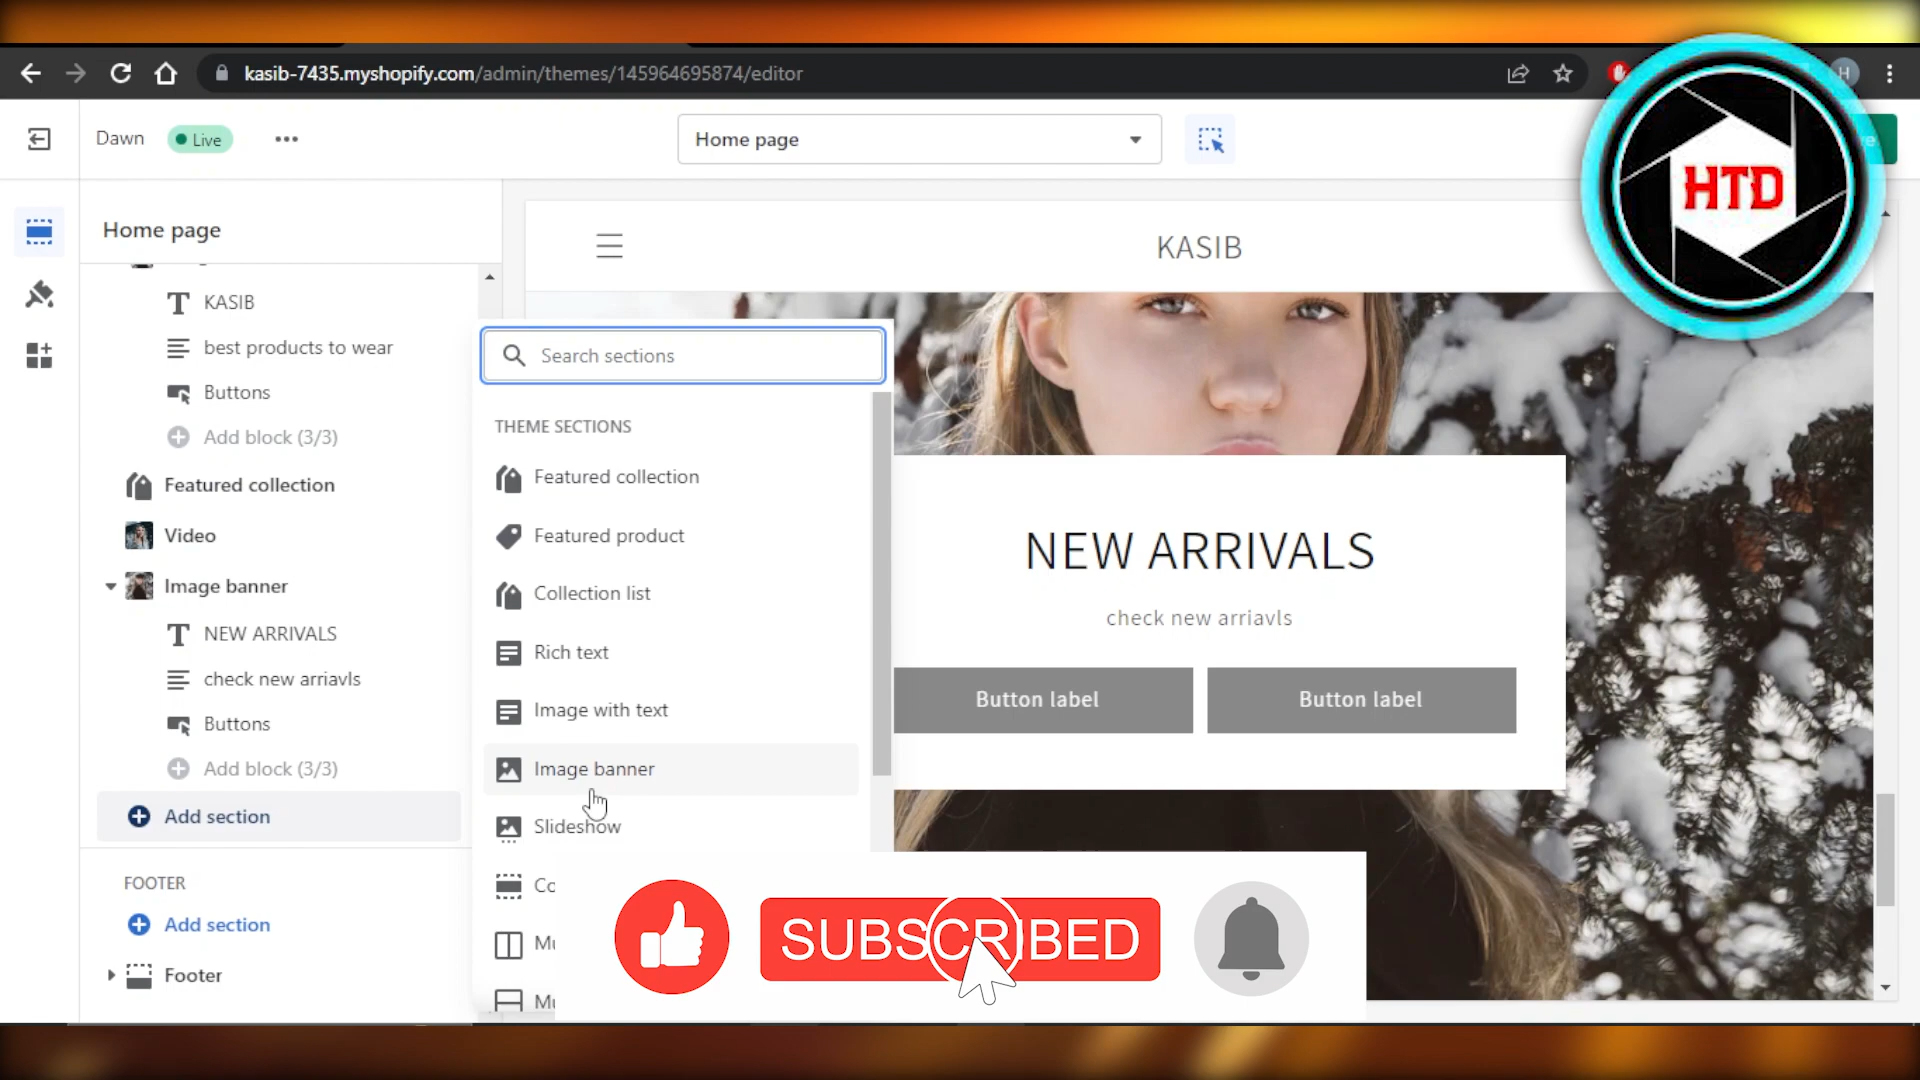 kasib-7435.myshopify.com/admin/themes/145964695874/editor
H
HTD
Dawn
Live
Home page
Home page
KASIB
best products to wear
Buttons
Add block (3/3)
Featured collection
Video
Image banner
NEW ARRIVALS
check new arriavls
Buttons
Add block (3/3)
Add section
FOOTER
Add section
Footer
Search sections
THEME SECTIONS
Featured collection
Featured product
Collection list
Rich text
Image with text
Image banner
Slideshow
Co
Mu
Mu
KASIB
NEW ARRIVALS
check new arriavls
Button label
Button label
SUBSCRIBED